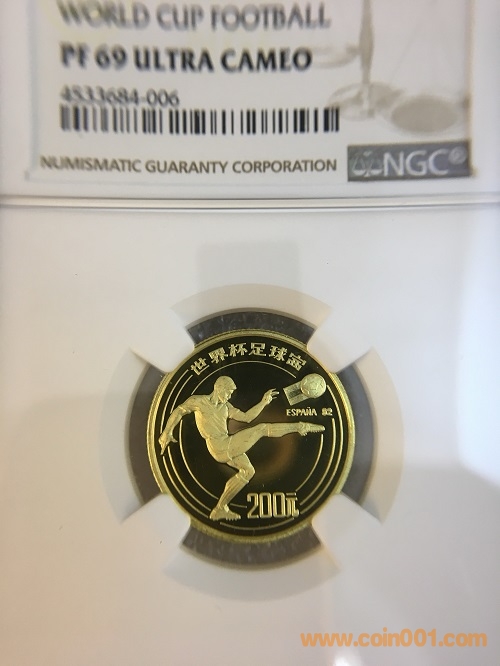 WORLD CUP FOOTBALL
PF 69 ULTRA CAMEO
4533684-006
NUMISMATIC GUARANTY CORPORATION
NGC®
世界杯足球赛
ESPAÑA 82
200元
www.coin001.com